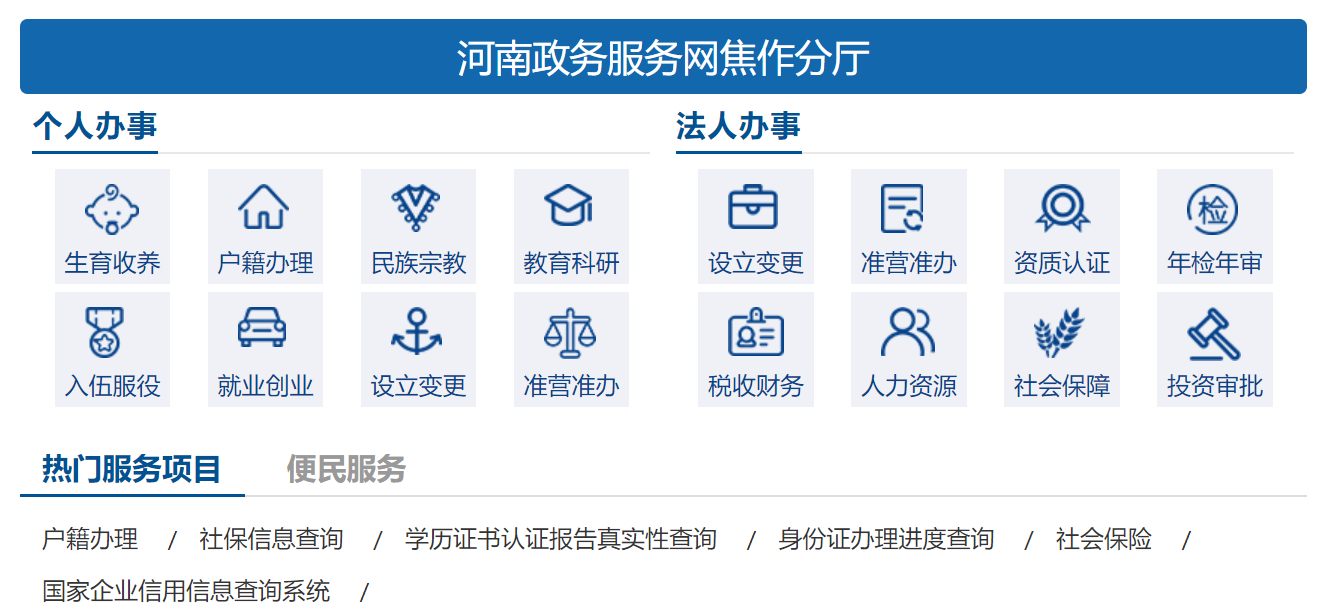 河南政务服务网焦作分厅
个人办事
生育收养 户籍办理 民族宗教 教育科研
入伍服役 就业创业 设立变更 准营准办
法人办事
设立变更 准营准办 资质认证 检 年检年审
税收财务 人力资源 社会保障 投资审批
热门服务项目 便民服务
户籍办理 / 社保信息查询 / 学历证书认证报告真实性查询 / 身份证办理进度查询 / 社会保险 /
国家企业信用信息查询系统 /